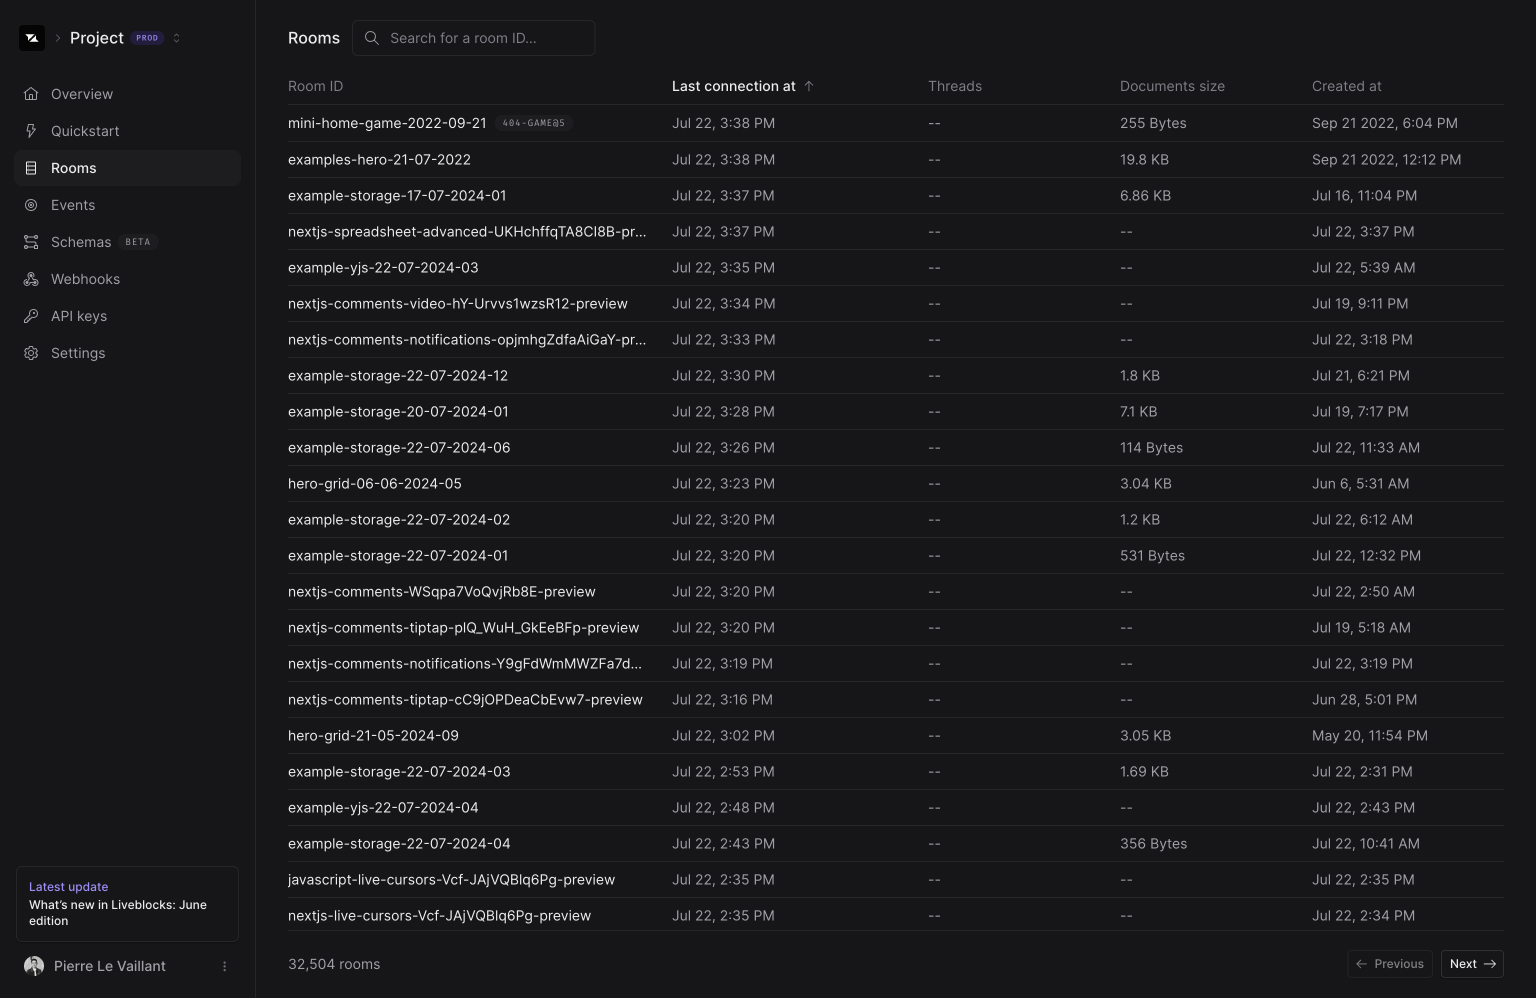 Project PROD
Overview
Quickstart
Rooms
Events
Schemas BETA
Webhooks
API keys
Settings
Latest update
What's new in Liveblocks: June
edition
Pierre Le Vaillant
Rooms Search for a room ID...
Room ID Last connection at Threads Documents size Created at
mini-home-game-2022-09-21 404-GAME@5 Jul 22, 3:38 PM -- 255 Bytes Sep 21 2022, 6:04 PM
examples-hero-21-07-2022 Jul 22, 3:38 PM -- 19.8 KB Sep 21 2022, 12:12 PM
example-storage-17-07-2024-01 Jul 22, 3:37 PM -- 6.86 KB Jul 16, 11:04 PM
nextjs-spreadsheet-advanced-UKHchffqTA8CI8B-pr... Jul 22, 3:37 PM -- -- Jul 22, 3:37 PM
example-yjs-22-07-2024-03 Jul 22, 3:35 PM -- -- Jul 22, 5:39 AM
nextjs-comments-video-hY-Urvvs1wzsR12-preview Jul 22, 3:34 PM -- -- Jul 19, 9:11 PM
nextjs-comments-notifications-opjmhgZdfaAiGaY-pr... Jul 22, 3:33 PM -- -- Jul 22, 3:18 PM
example-storage-22-07-2024-12 Jul 22, 3:30 PM -- 1.8 KB Jul 21, 6:21 PM
example-storage-20-07-2024-01 Jul 22, 3:28 PM -- 7.1 KB Jul 19, 7:17 PM
example-storage-22-07-2024-06 Jul 22, 3:26 PM -- 114 Bytes Jul 22, 11:33 AM
hero-grid-06-06-2024-05 Jul 22, 3:23 PM -- 3.04 KB Jun 6, 5:31 AM
example-storage-22-07-2024-02 Jul 22, 3:20 PM -- 1.2 KB Jul 22, 6:12 AM
example-storage-22-07-2024-01 Jul 22, 3:20 PM -- 531 Bytes Jul 22, 12:32 PM
nextjs-comments-WSqpa7VoQvjRb8E-preview Jul 22, 3:20 PM -- -- Jul 22, 2:50 AM
nextjs-comments-tiptap-pIQ_WuH_GkEeBFp-preview Jul 22, 3:20 PM -- -- Jul 19, 5:18 AM
nextjs-comments-notifications-Y9gFdWmMWZFa7d... Jul 22, 3:19 PM -- -- Jul 22, 3:19 PM
nextjs-comments-tiptap-cC9jOPDeaCbEvw7-preview Jul 22, 3:16 PM -- -- Jun 28, 5:01 PM
hero-grid-21-05-2024-09 Jul 22, 3:02 PM -- 3.05 KB May 20, 11:54 PM
example-storage-22-07-2024-03 Jul 22, 2:53 PM -- 1.69 KB Jul 22, 2:31 PM
example-yjs-22-07-2024-04 Jul 22, 2:48 PM -- -- Jul 22, 2:43 PM
example-storage-22-07-2024-04 Jul 22, 2:43 PM -- 356 Bytes Jul 22, 10:41 AM
javascript-live-cursors-Vcf-JAjVQBlq6Pg-preview Jul 22, 2:35 PM -- -- Jul 22, 2:35 PM
nextjs-live-cursors-Vcf-JAjVQBlq6Pg-preview Jul 22, 2:35 PM -- -- Jul 22, 2:34 PM
32,504 rooms Previous Next